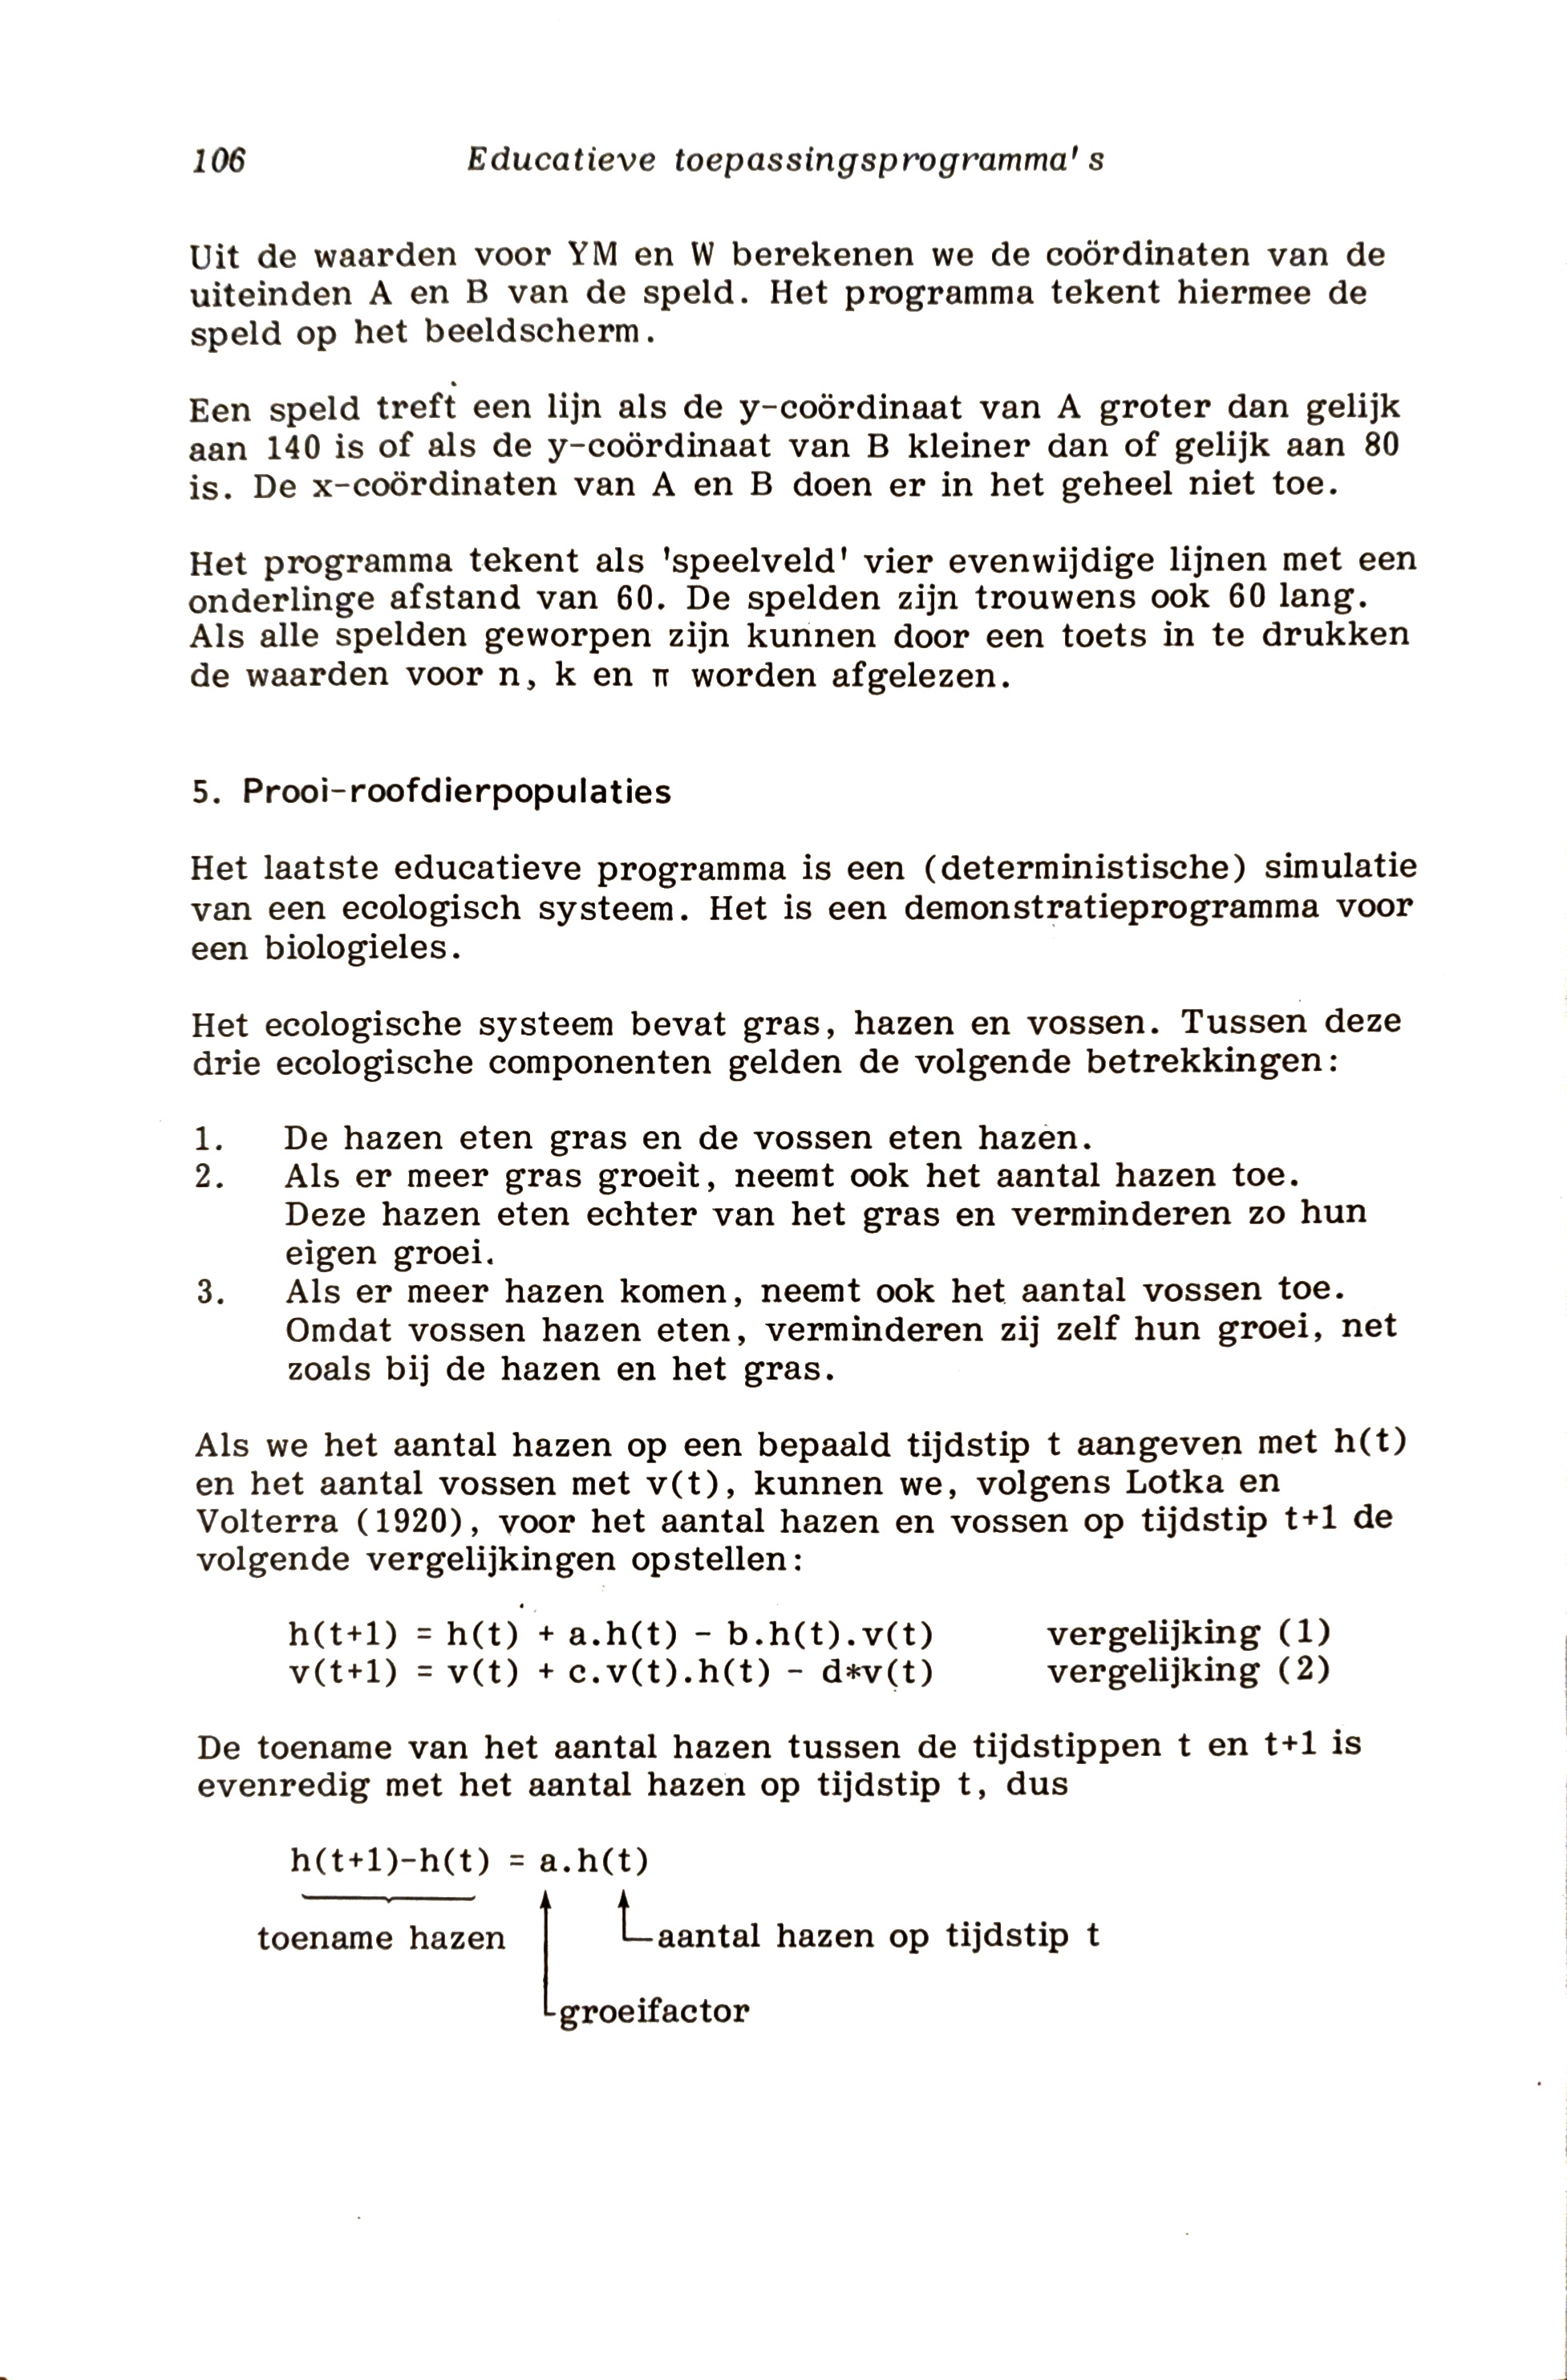 106 Educatieve toepassingsprogramma's
Uit de waarden voor YM en W berekenen we de coördinaten van de
uiteinden A en B van de speld. Het programma tekent hiermee de
speld op het beeldscherm.
Een speld treft een lijn als de y-coördinaat van A groter dan gelijk
aan 140 is of als de y-coördinaat van B kleiner dan of gelijk aan 80
is. De x-coördinaten van A en B doen er in het geheel niet toe.
Het programma tekent als 'speelveld' vier evenwijdige lijnen met een
onderlinge afstand van 60. De spelden zijn trouwens ook 60 lang.
Als alle spelden geworpen zijn kunnen door een toets in te drukken
de waarden voor n, k en π worden afgelezen.
5. Prooi-roofdierpopulaties
Het laatste educatieve programma is een (deterministische) simulatie
van een ecologisch systeem. Het is een demonstratieprogramma voor
een biologieles.
Het ecologische systeem bevat gras, hazen en vossen. Tussen deze
drie ecologische componenten gelden de volgende betrekkingen:
1. De hazen eten gras en de vossen eten hazen.
2. Als er meer gras groeit, neemt ook het aantal hazen toe.
Deze hazen eten echter van het gras en verminderen zo hun
eigen groei.
3. Als er meer hazen komen, neemt ook het aantal vossen toe.
Omdat vossen hazen eten, verminderen zij zelf hun groei, net
zoals bij de hazen en het gras.
Als we het aantal hazen op een bepaald tijdstip t aangeven met h(t)
en het aantal vossen met v(t), kunnen we, volgens Lotka en
Volterra (1920), voor het aantal hazen en vossen op tijdstip t+1 de
volgende vergelijkingen opstellen:
h(t+1) = h(t) + a.h(t) - b.h(t).v(t) vergelijking (1)
v(t+1) = v(t) + c.v(t).h(t) - d*v(t) vergelijking (2)
De toename van het aantal hazen tussen de tijdstippen t en t+1 is
evenredig met het aantal hazen op tijdstip t, dus
h(t+1)-h(t) = a.h(t)
toename hazen aantal hazen op tijdstip t
groeifactor